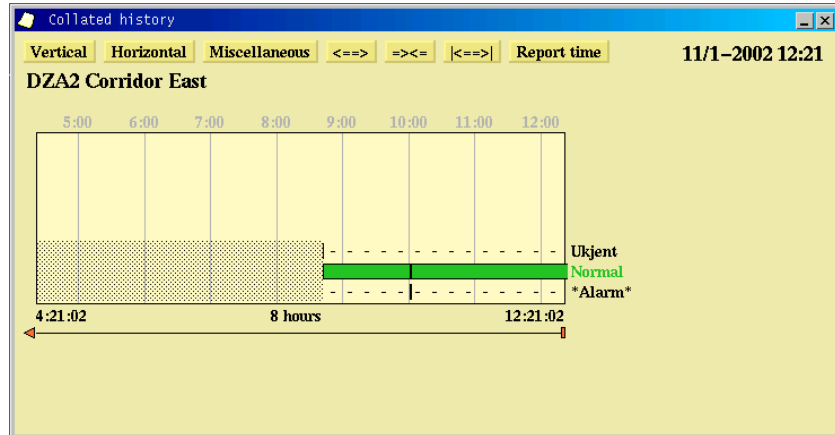 Collated history
Vertical Horizontal Miscellaneous <==> =><= |<==>| Report time 11/1-2002 12:21
DZA2 Corridor East
5:00 6:00 7:00 8:00 9:00 10:00 11:00 12:00
Ukjent
Normal
*Alarm*
4:21:02 8 hours 12:21:02